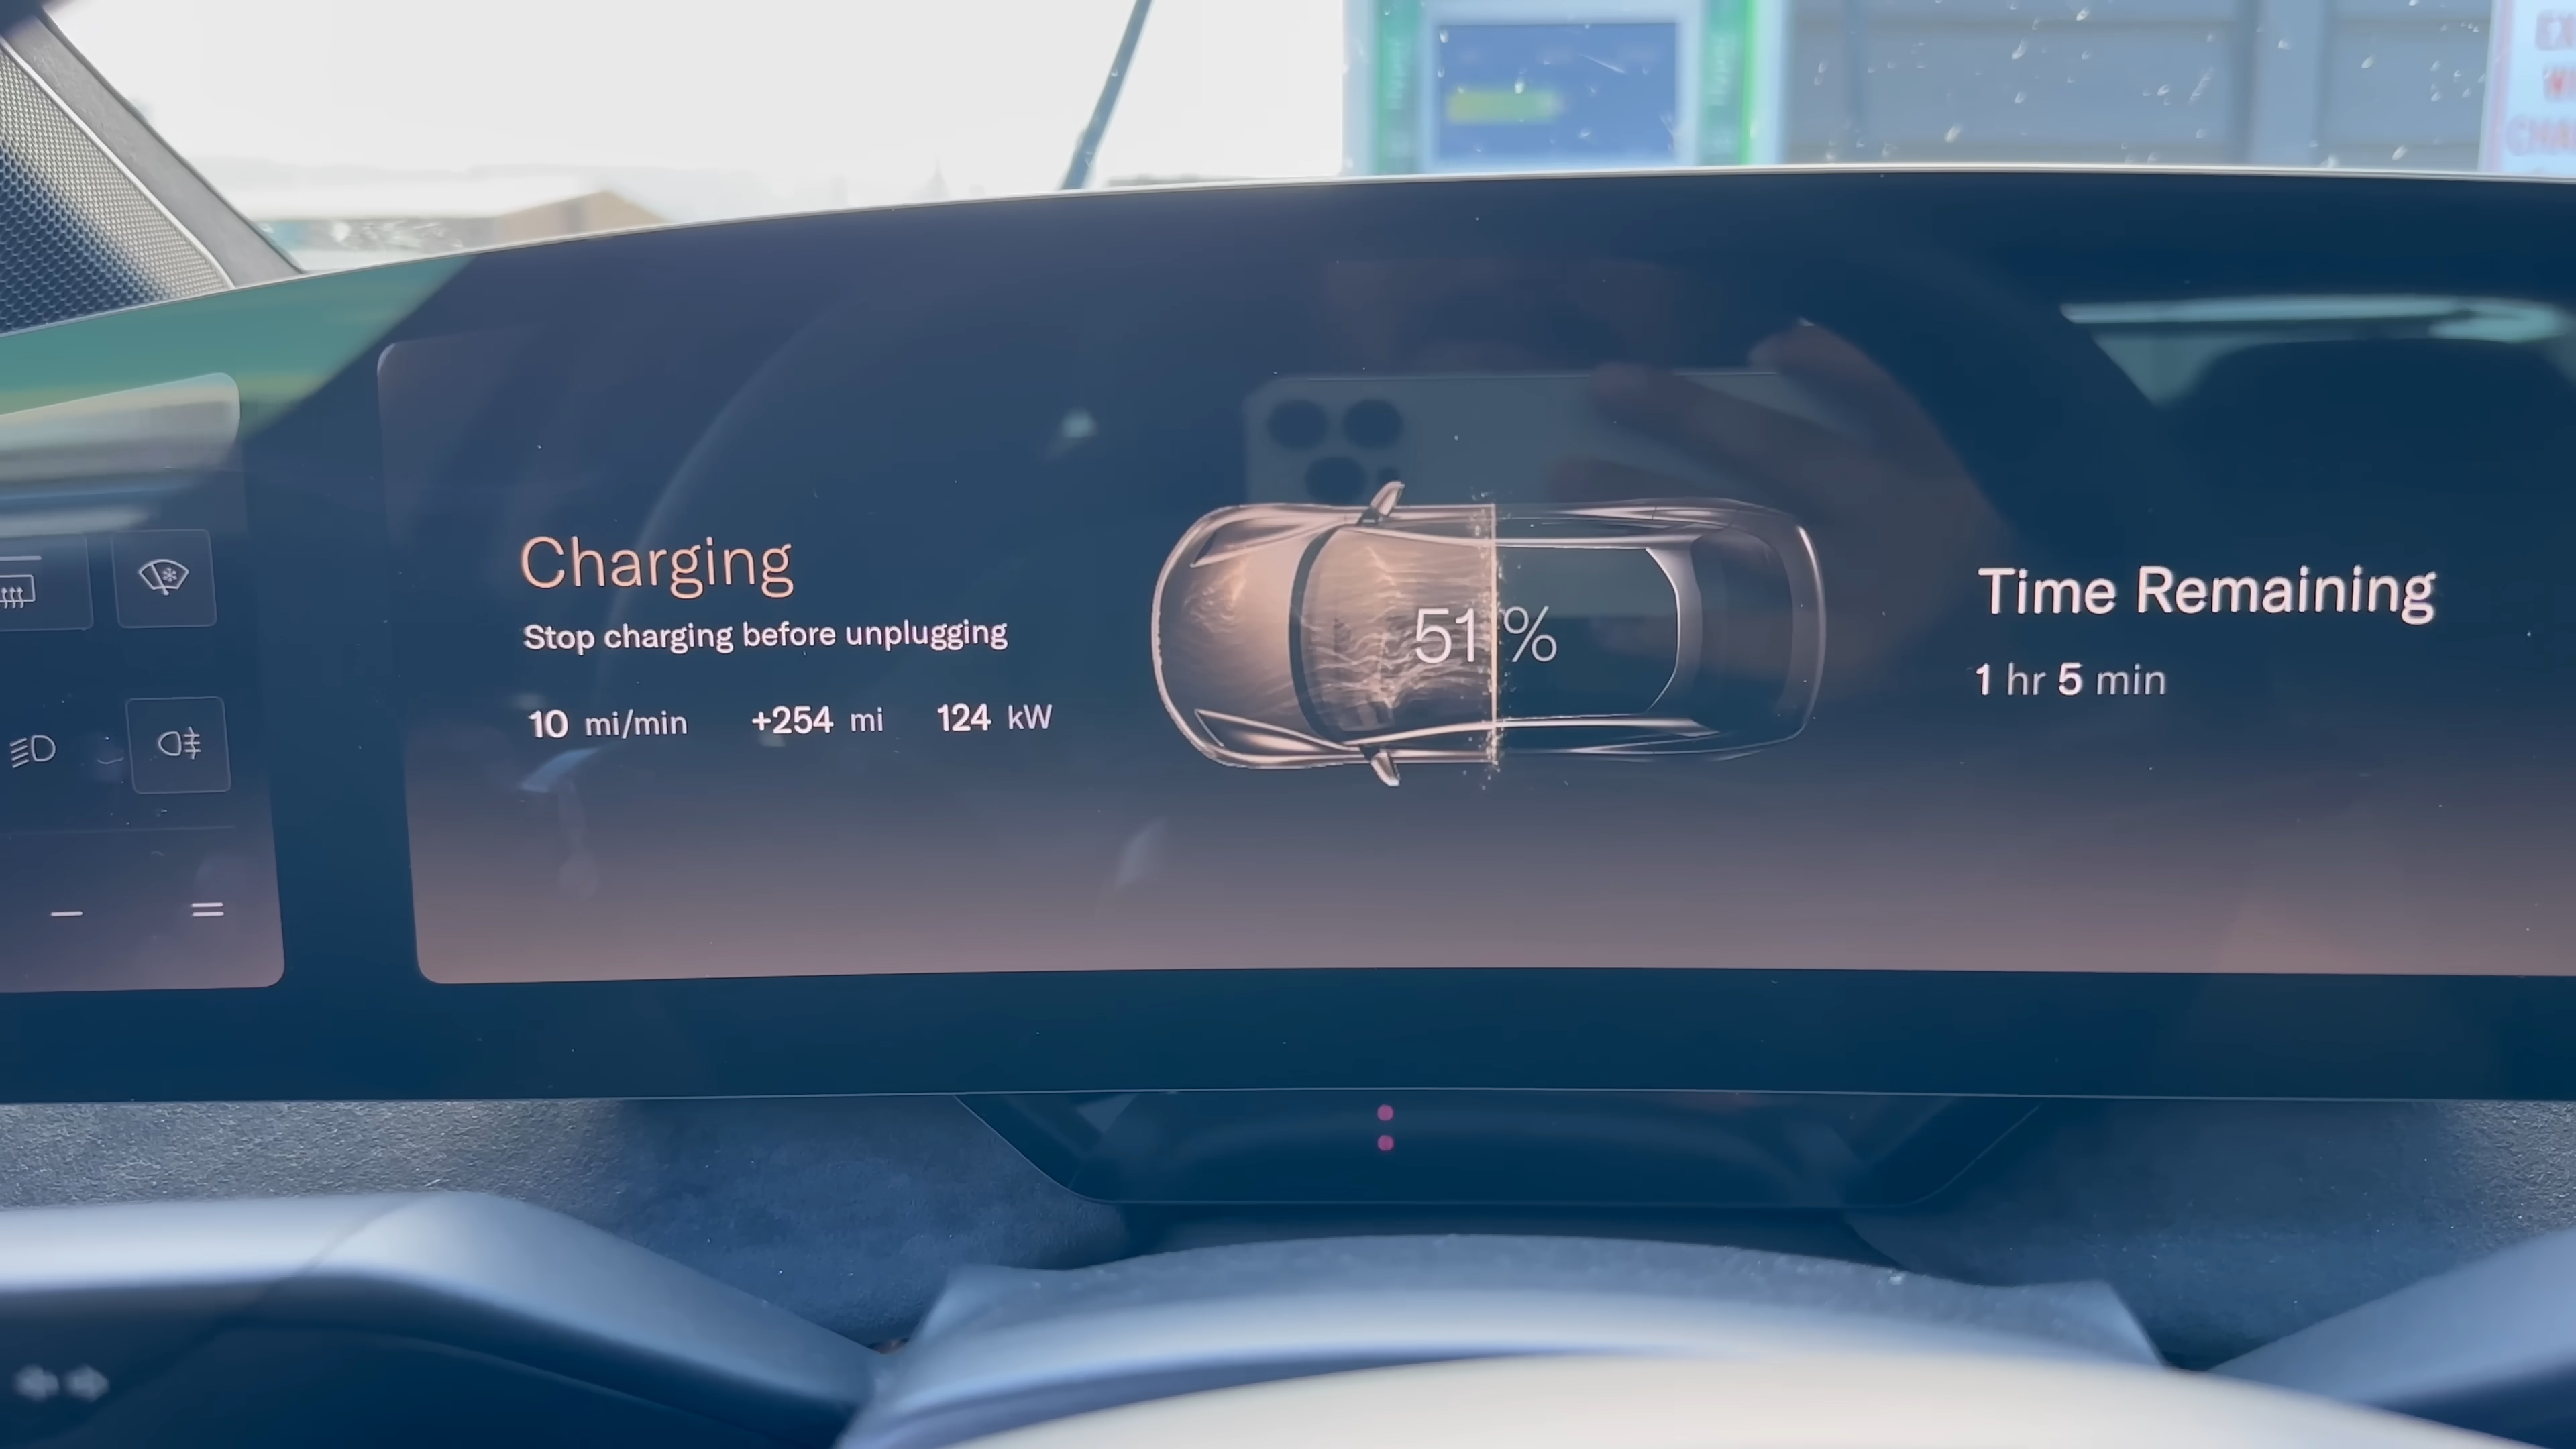 Charging
Stop charging before unplugging
10 mi/min +254 mi 124 kW
51%
Time Remaining
1 hr 5 min